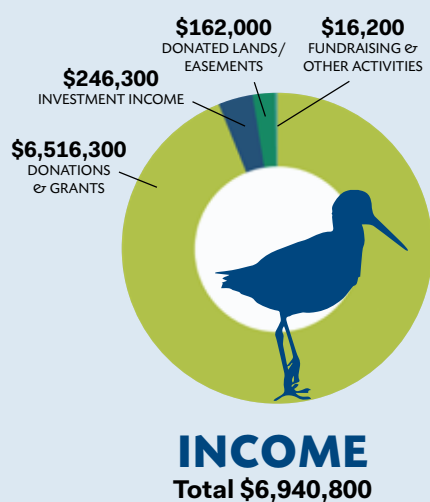 $162,000
DONATED LANDS/
EASEMENTS
$16,200
FUNDRAISING &
OTHER ACTIVITIES
$246,300
INVESTMENT INCOME
$6,516,300
DONATIONS
& GRANTS
INCOME
Total $6,940,800